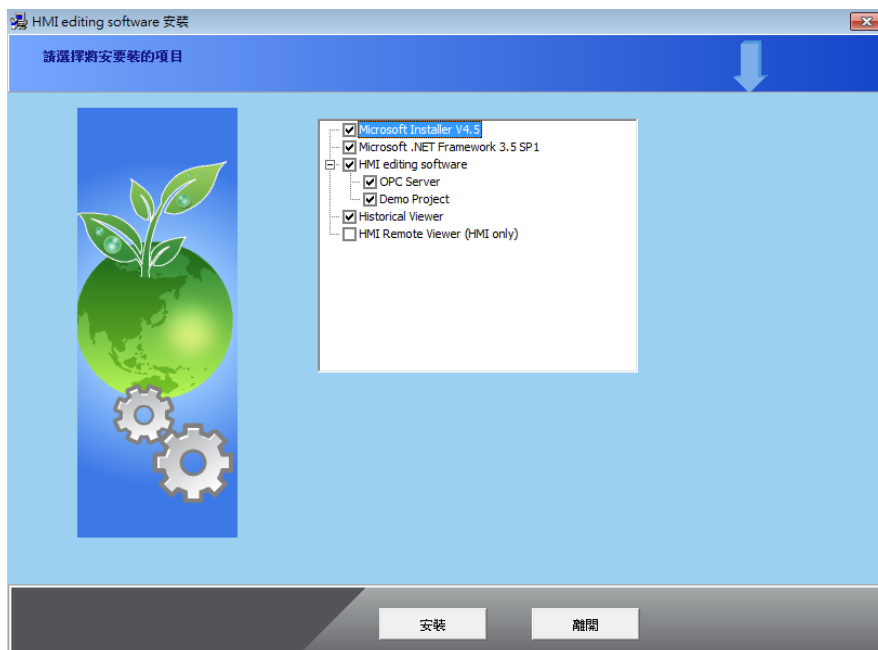 HMI editing software 安裝
請選擇將安要裝的項目
Microsoft Installer V4.5
Microsoft .NET Framework 3.5 SP1
HMI editing software
OPC Server
Demo Project
Historical Viewer
HMI Remote Viewer (HMI only)
安裝
離開